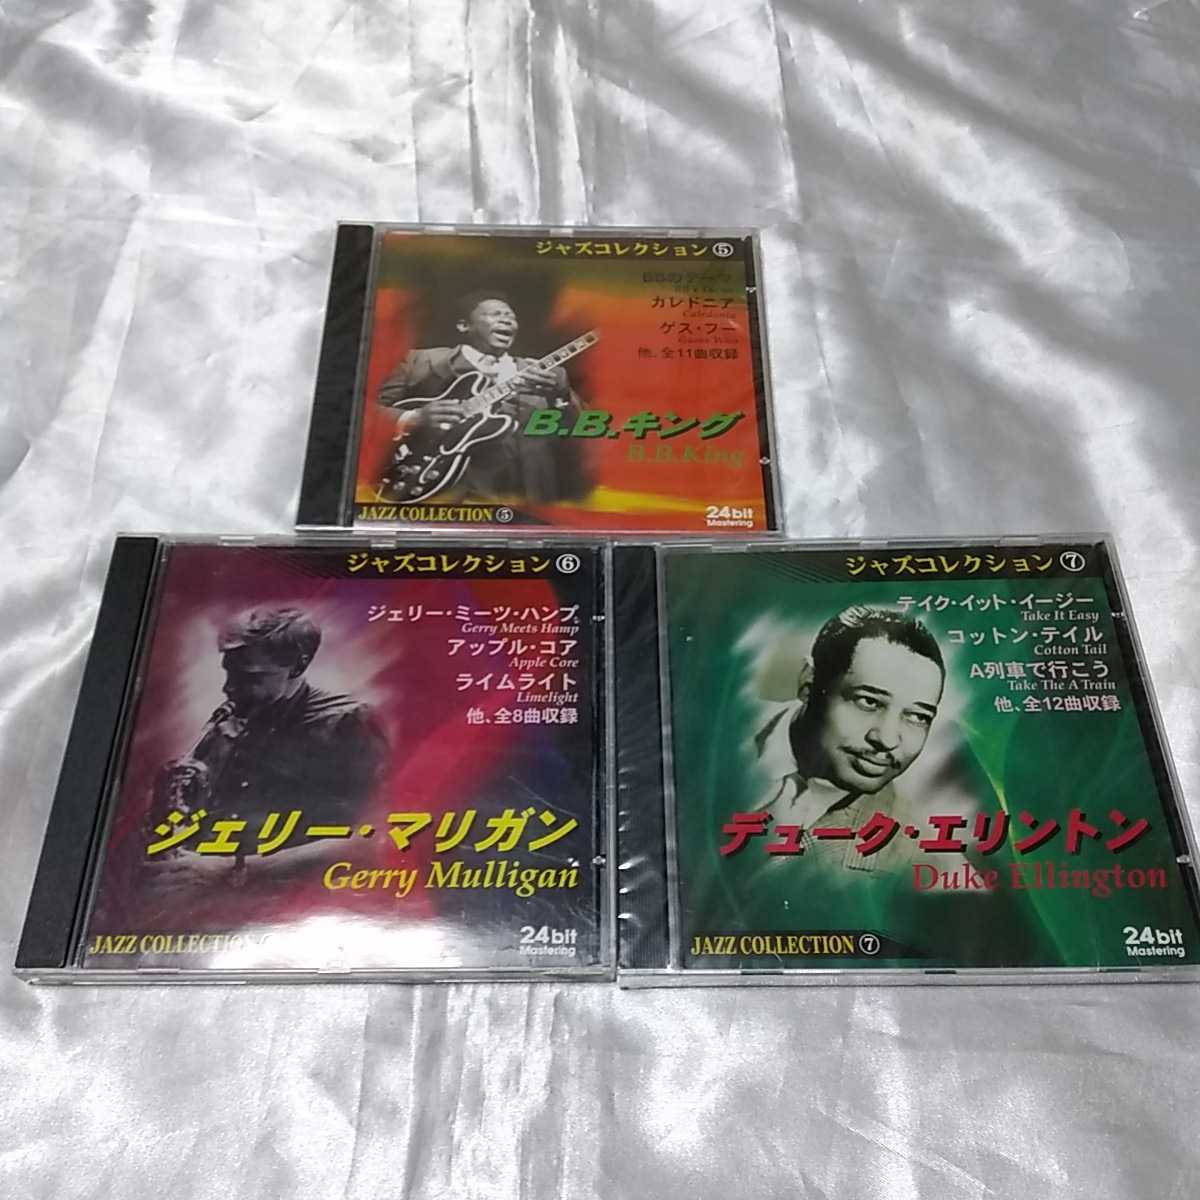 ジャズコレクション⑤
BBのテーマ
BB's Theme
カレドニア
Caledonia
ゲス・フー
Guess Who
他、全11曲収録
B.B.キング
B.B.King
JAZZ COLLECTION ⑤
24bit
Mastering
ジャズコレクション⑥
ジェリー・ミーツ・ハンプ
Gerry Meets Hamp
アップル・コア
Apple Core
ライムライト
Limelight
他、全8曲収録
ジェリー・マリガン
Gerry Mulligan
JAZZ COLLECTION
24bit
Mastering
ジャズコレクション⑦
テイク・イット・イージー
Take It Easy
コットン・テイル
Cotton Tail
A列車で行こう
Take The A Train
他、全12曲収録
デューク・エリントン
Duke Ellington
JAZZ COLLECTION ⑦
24bit
Mastering